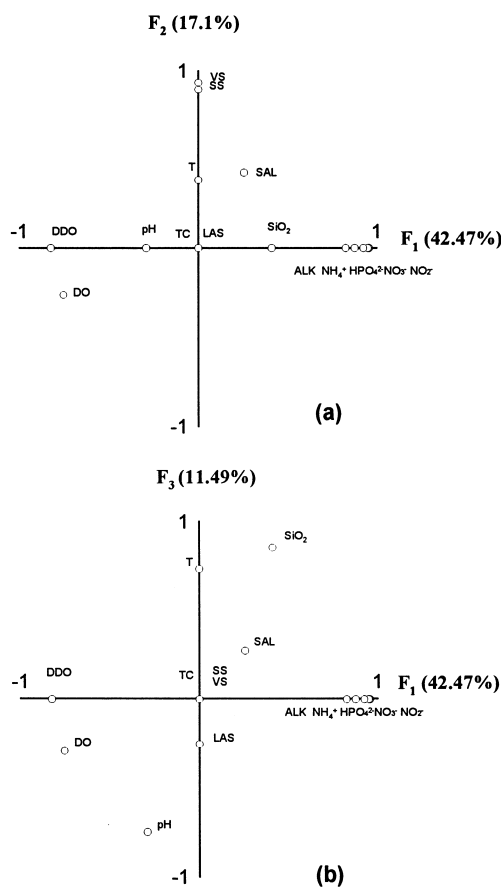 F₂ (17.1%)
1
VS
SS
T
SAL
-1 DDO pH TC LAS SiO₂ 1 F₁ (42.47%)
ALK NH₄⁺ HPO₄²⁻ NO₃⁻ NO₂⁻
DO
-1
(a)
F₃ (11.49%)
1
SiO₂
T
SAL
SS
-1 DDO TC VS 1 F₁ (42.47%)
ALK NH₄⁺ HPO₄²⁻ NO₃⁻ NO₂⁻
LAS
DO
pH
-1
(b)